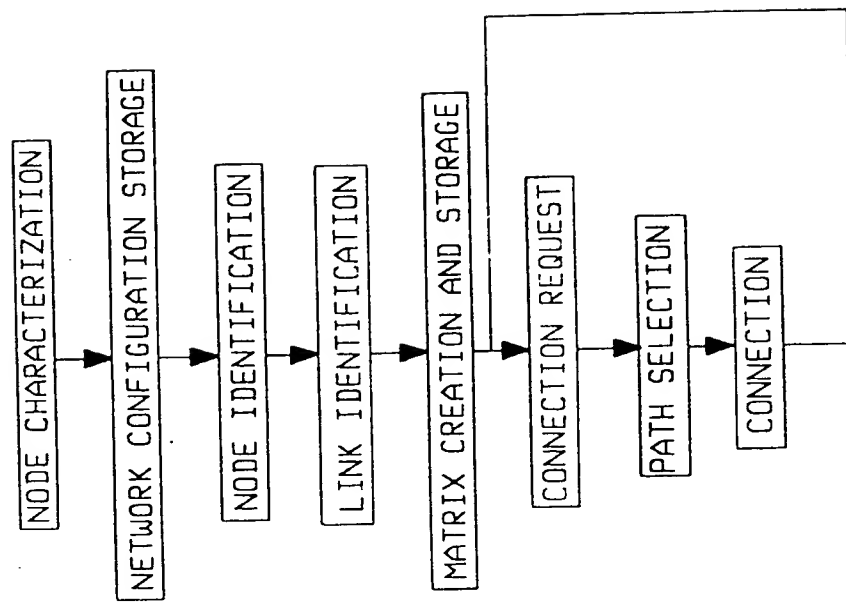 NODE CHARACTERIZATION
NETWORK CONFIGURATION STORAGE
NODE IDENTIFICATION
LINK IDENTIFICATION
MATRIX CREATION AND STORAGE
CONNECTION REQUEST
PATH SELECTION
CONNECTION